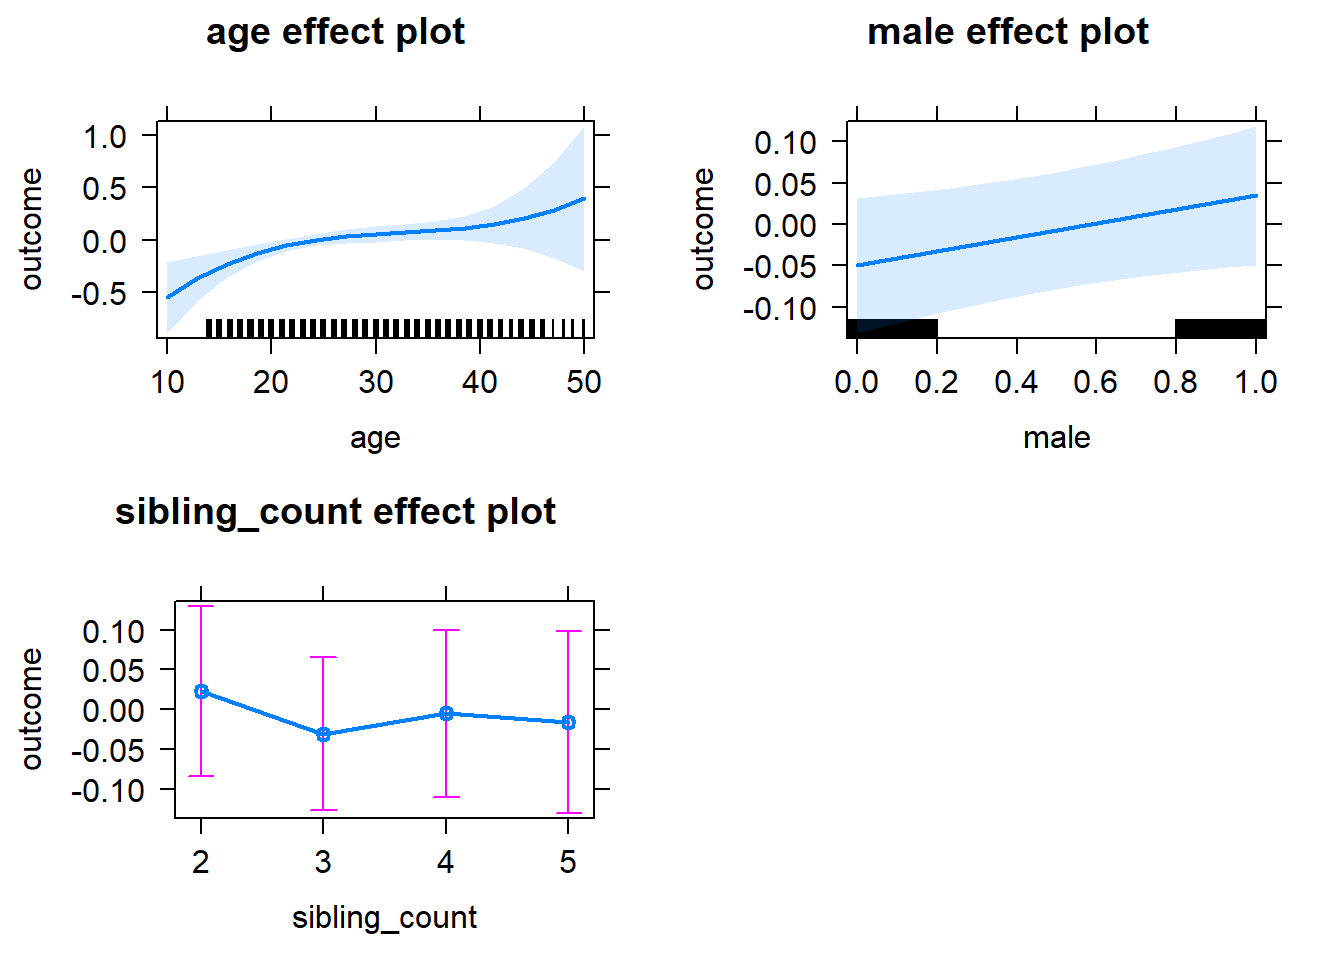 age effect plot
outcome
1.0
0.5
0.0
-0.5
10 20 30 40 50
age
male effect plot
outcome
0.10
0.05
0.00
-0.05
-0.10
0.0 0.2 0.4 0.6 0.8 1.0
male
sibling_count effect plot
outcome
0.10
0.05
0.00
-0.05
-0.10
2 3 4 5
sibling_count